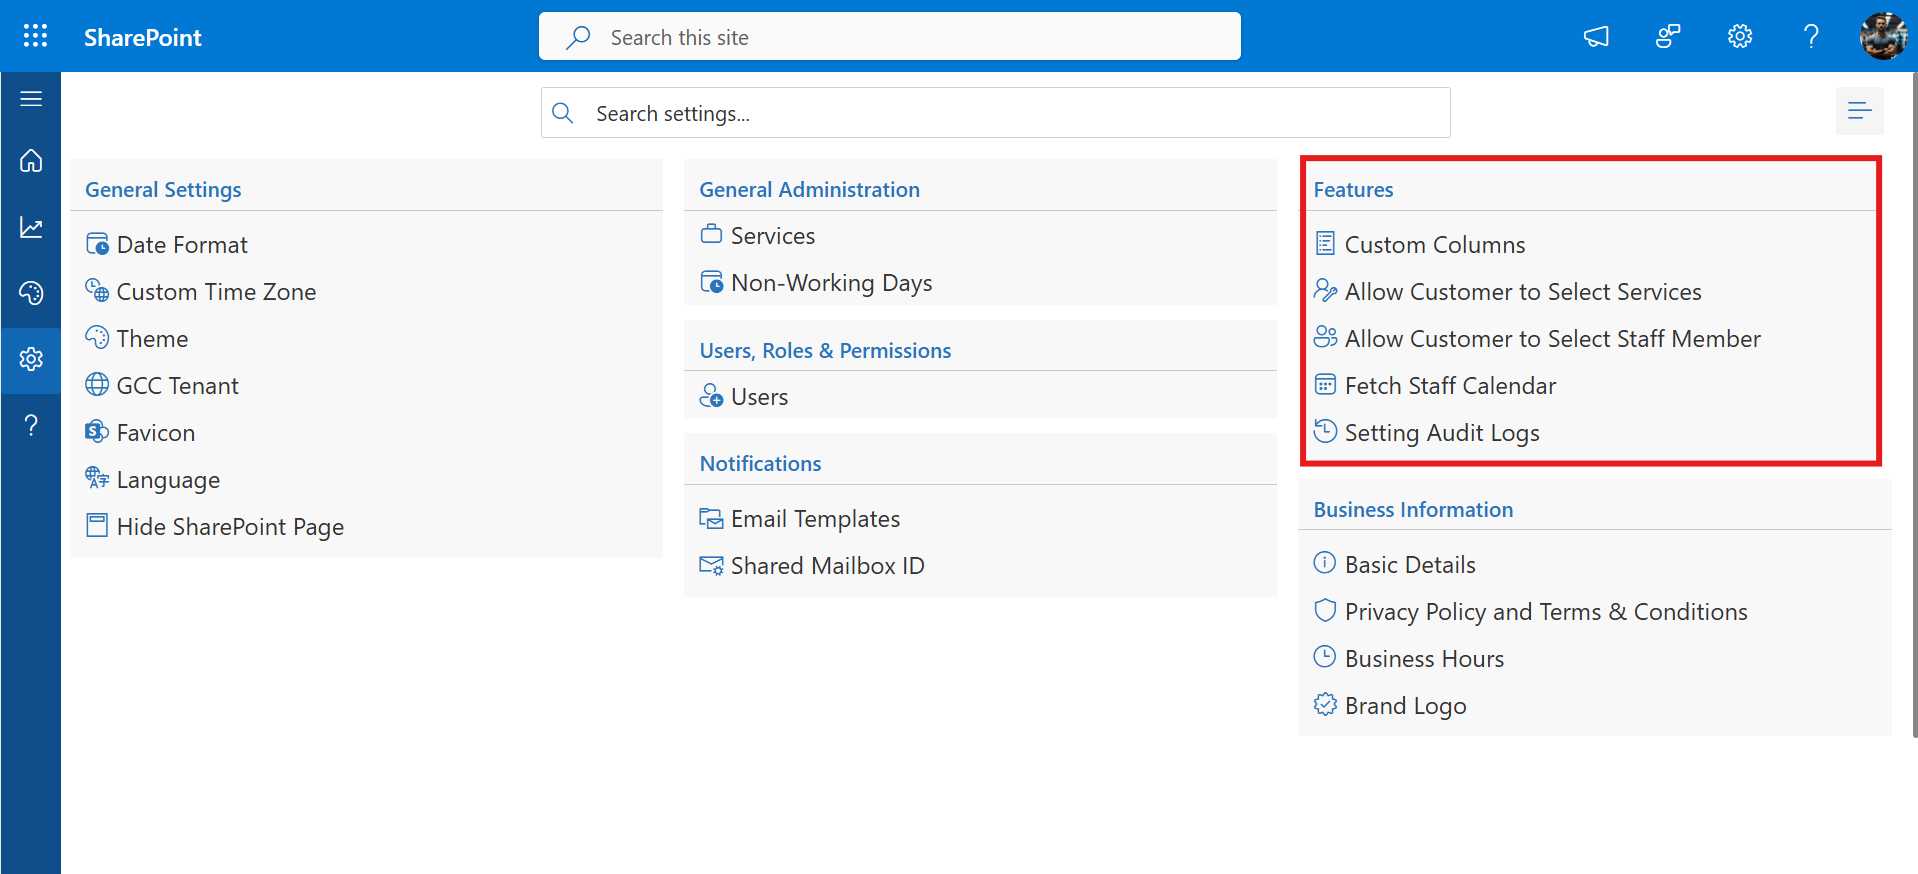 SharePoint
Search this site
Search settings...
General Settings
Date Format
Custom Time Zone
Theme
GCC Tenant
Favicon
Language
Hide SharePoint Page
General Administration
Services
Non-Working Days
Users, Roles & Permissions
Users
Notifications
Email Templates
Shared Mailbox ID
Features
Custom Columns
Allow Customer to Select Services
Allow Customer to Select Staff Member
Fetch Staff Calendar
Setting Audit Logs
Business Information
Basic Details
Privacy Policy and Terms & Conditions
Business Hours
Brand Logo